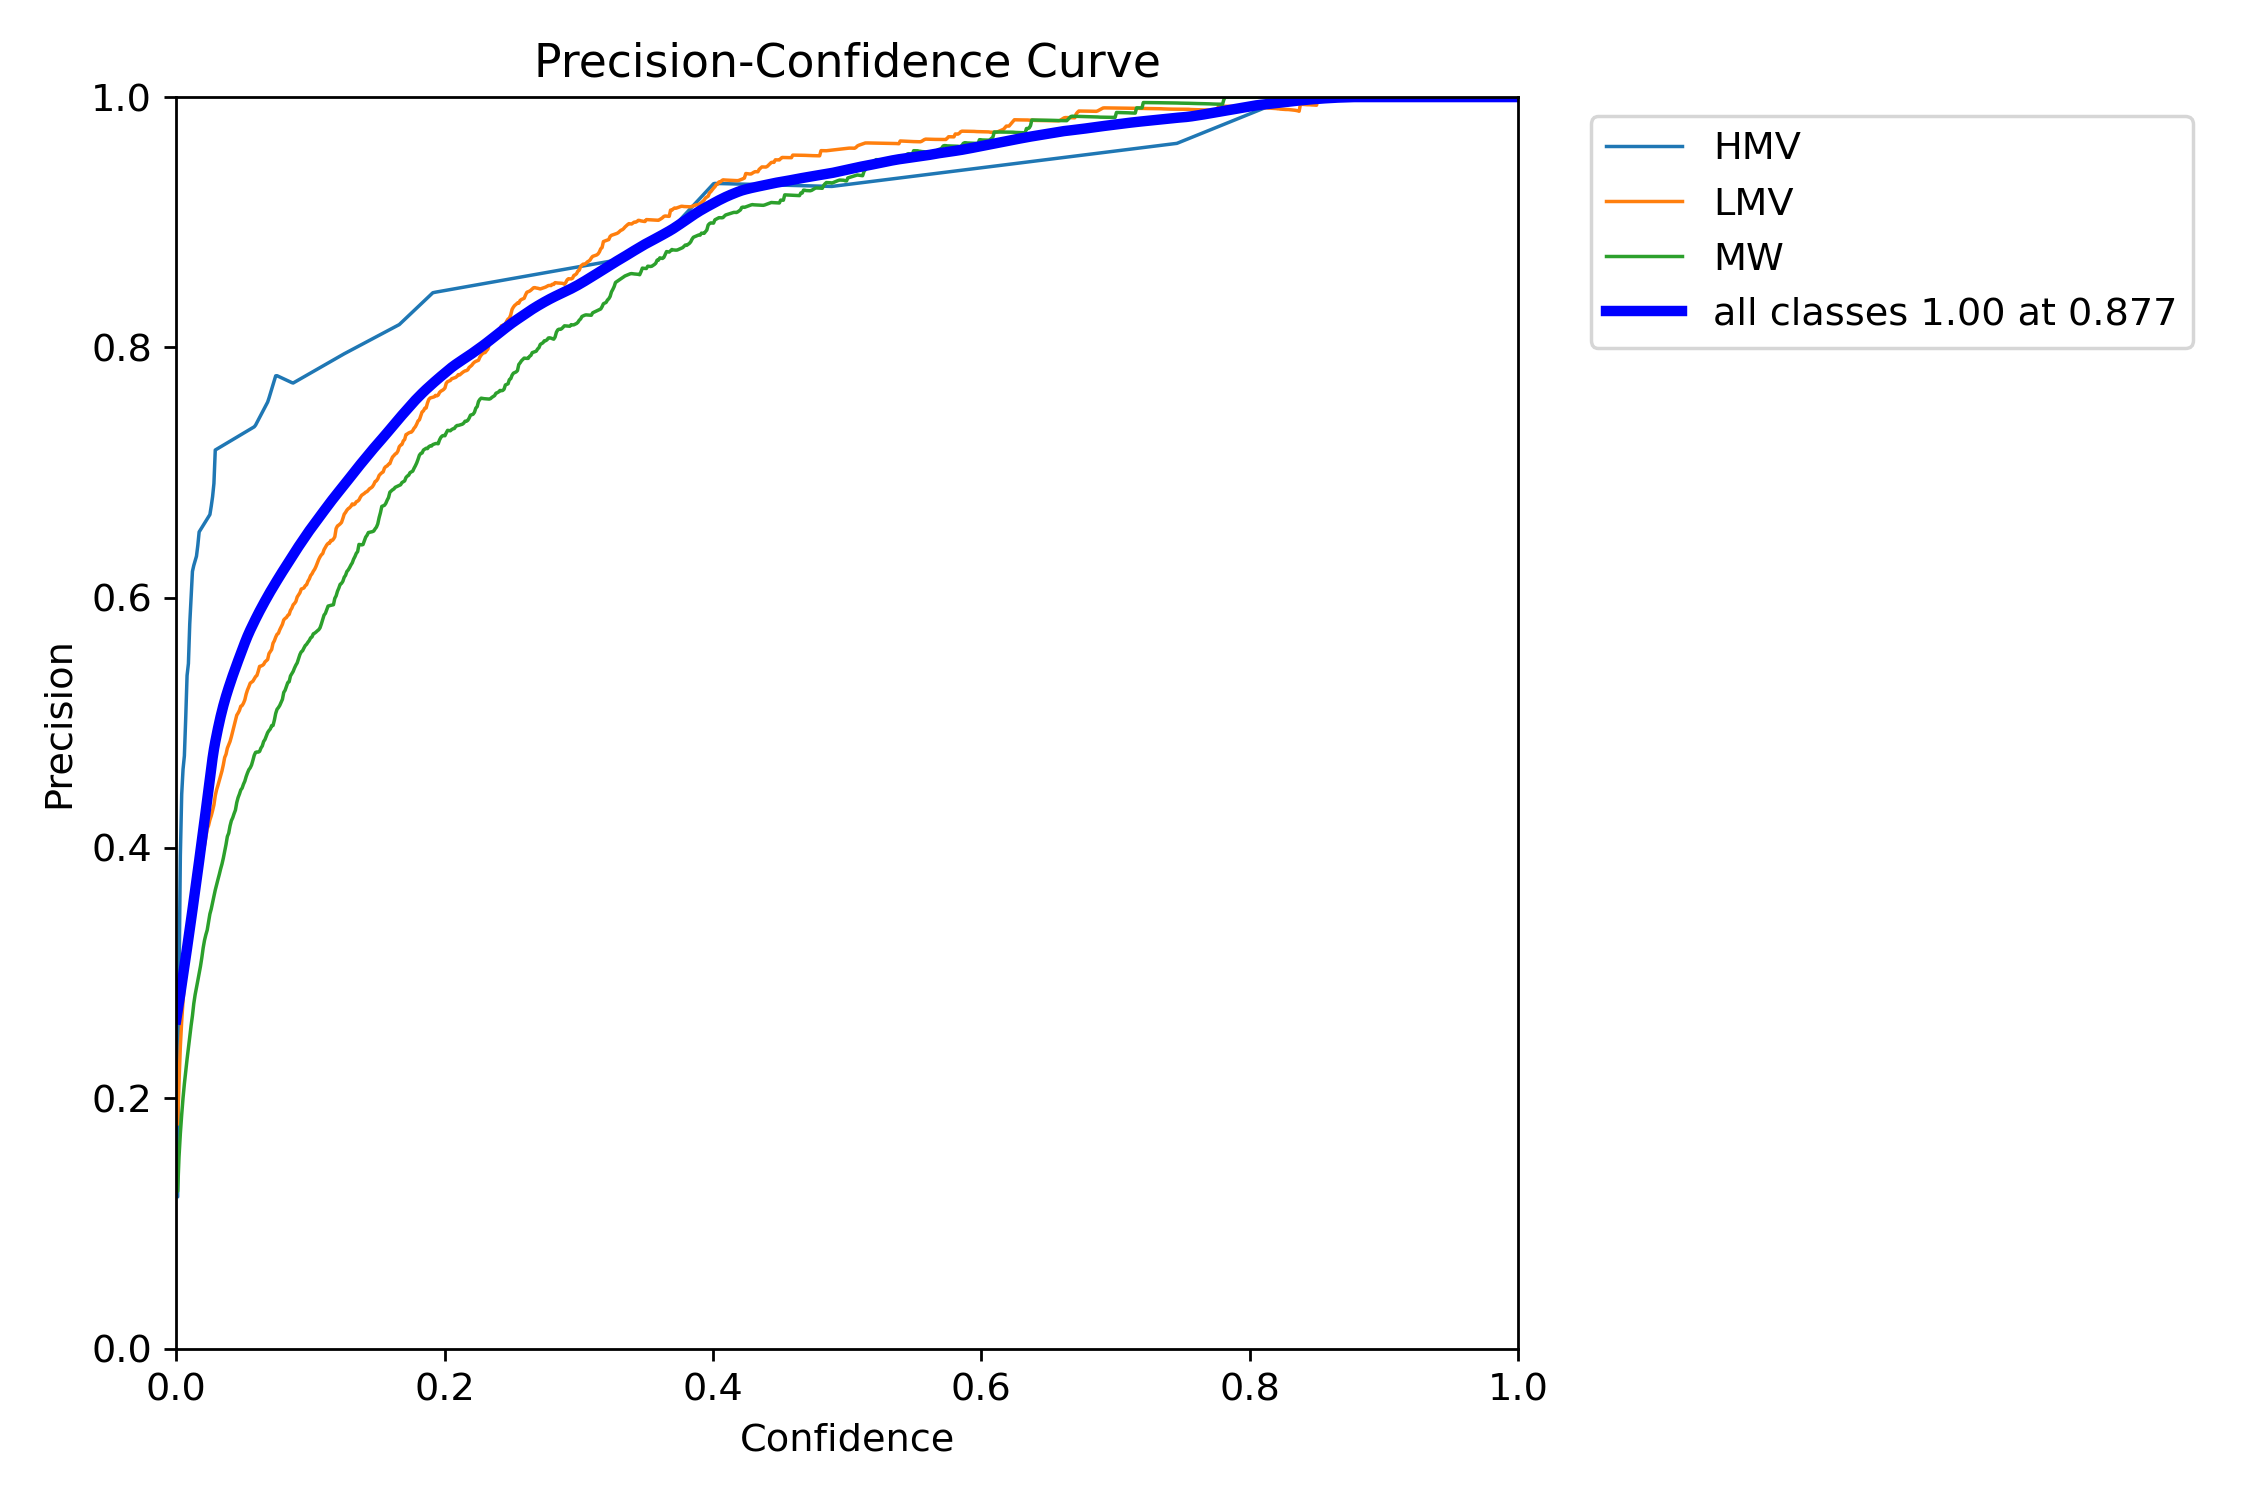 Precision-Confidence Curve
1.0
0.8
0.6
0.4
0.2
0.0
Precision
0.0 0.2 0.4 0.6 0.8 1.0
Confidence
HMV
LMV
MW
all classes 1.00 at 0.877